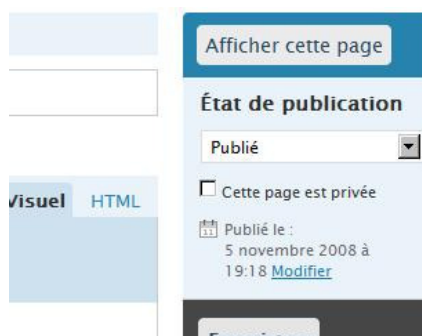 Afficher cette page
État de publication
Publié
Visuel HTML
Cette page est privée
Publié le :
5 novembre 2008 à
19:18 Modifier